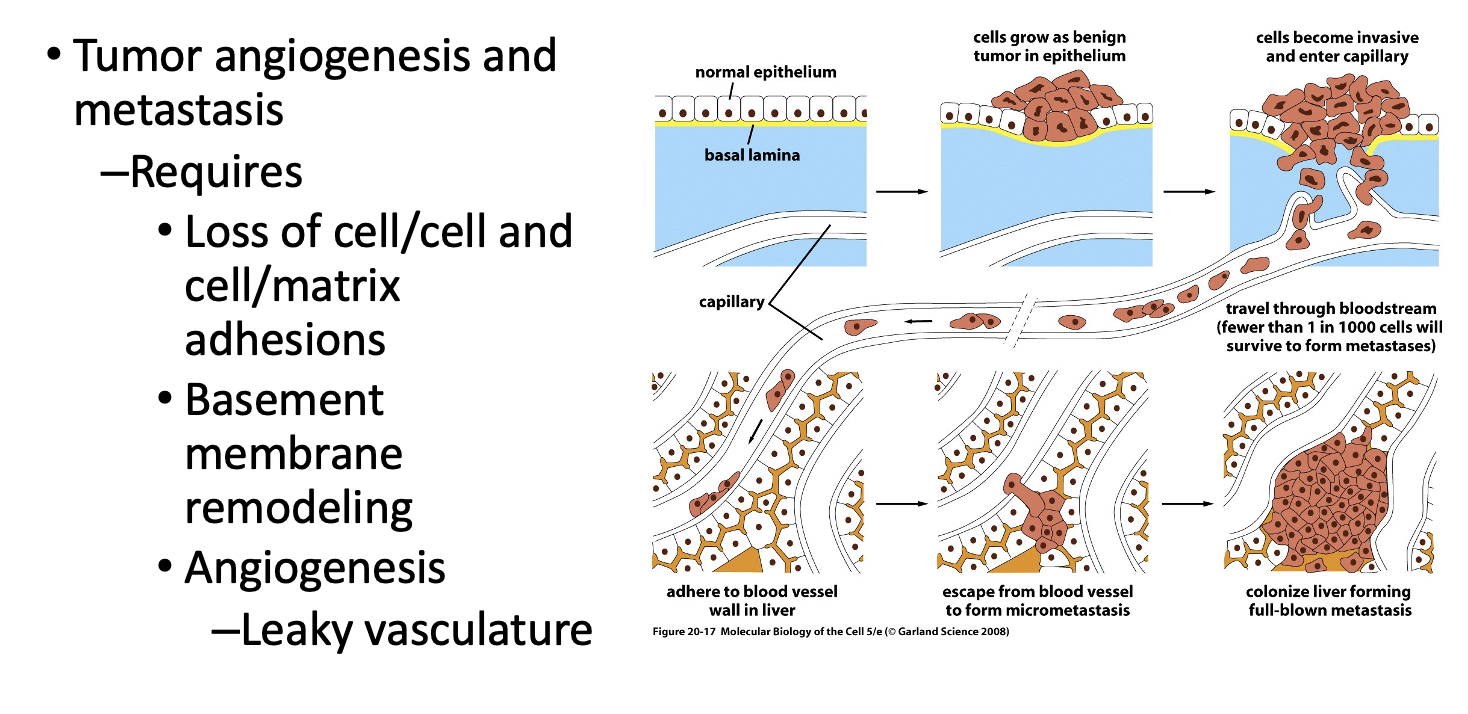 • Tumor angiogenesis and
metastasis
–Requires
• Loss of cell/cell and
cell/matrix
adhesions
• Basement
membrane
remodeling
• Angiogenesis
–Leaky vasculature
normal epithelium
basal lamina
cells grow as benign
tumor in epithelium
cells become invasive
and enter capillary
capillary
travel through bloodstream
(fewer than 1 in 1000 cells will
survive to form metastases)
adhere to blood vessel
wall in liver
escape from blood vessel
to form micrometastasis
colonize liver forming
full-blown metastasis
Figure 20-17 Molecular Biology of the Cell 5/e (© Garland Science 2008)